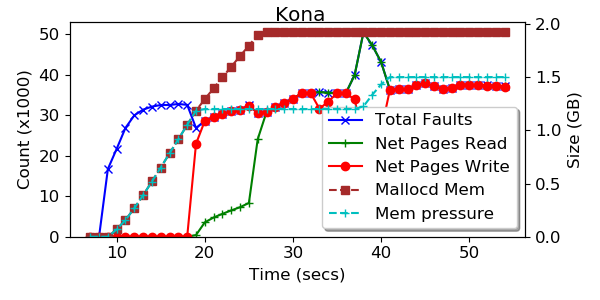 Kona
Count (x1000)
50
40
30
20
10
0
2.0
1.5
1.0
0.5
0.0
Size (GB)
Total Faults
Net Pages Read
Net Pages Write
Mallocd Mem
Mem pressure
10 20 30 40 50
Time (secs)